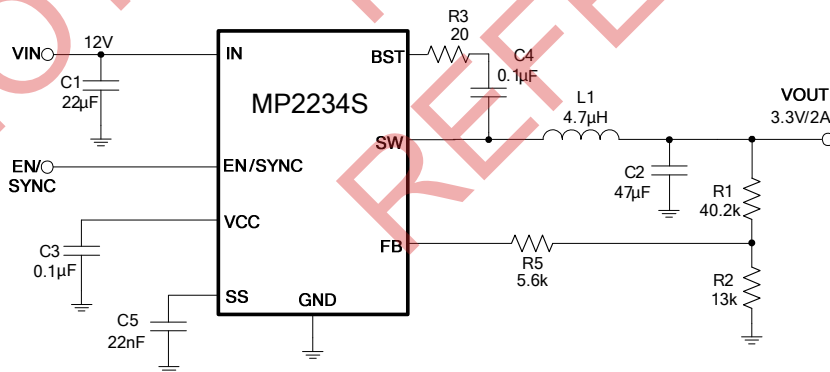 VIN
12V
C1
22µF
EN/
SYNC
C3
0.1µF
C5
22nF
IN
BST
MP2234S
SW
EN/SYNC
VCC
FB
SS
GND
R3
20
C4
0.1µF
L1
4.7µH
VOUT
3.3V/2A
C2
47µF
R1
40.2k
R5
5.6k
R2
13k
REFE